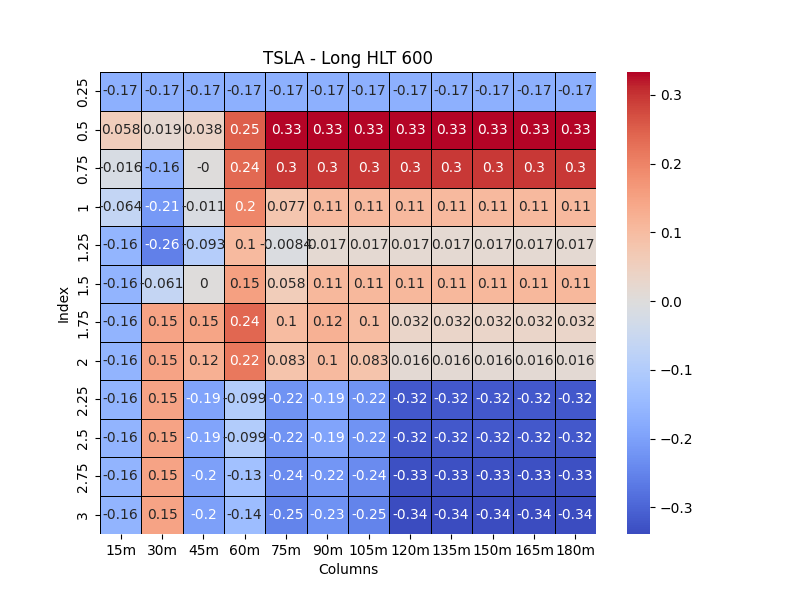 TSLA - Long HLT 600
0.25 -0.17 -0.17 -0.17 -0.17 -0.17 -0.17 -0.17 -0.17 -0.17 -0.17 -0.17 -0.17
0.5 0.058 0.019 0.038 0.25 0.33 0.33 0.33 0.33 0.33 0.33 0.33 0.33
0.75 -0.016 -0.16 -0 0.24 0.3 0.3 0.3 0.3 0.3 0.3 0.3 0.3
1 -0.064 -0.21 -0.011 0.2 0.077 0.11 0.11 0.11 0.11 0.11 0.11 0.11
1.25 -0.16 -0.26 -0.093 0.1 -0.0084 0.017 0.017 0.017 0.017 0.017 0.017 0.017
1.5 -0.16 -0.061 0 0.15 0.058 0.11 0.11 0.11 0.11 0.11 0.11 0.11
1.75 -0.16 0.15 0.15 0.24 0.1 0.12 0.1 0.032 0.032 0.032 0.032 0.032
2 -0.16 0.15 0.12 0.22 0.083 0.1 0.083 0.016 0.016 0.016 0.016 0.016
2.25 -0.16 0.15 -0.19 -0.099 -0.22 -0.19 -0.22 -0.32 -0.32 -0.32 -0.32 -0.32
2.5 -0.16 0.15 -0.19 -0.099 -0.22 -0.19 -0.22 -0.32 -0.32 -0.32 -0.32 -0.32
2.75 -0.16 0.15 -0.2 -0.13 -0.24 -0.22 -0.24 -0.33 -0.33 -0.33 -0.33 -0.33
3 -0.16 0.15 -0.2 -0.14 -0.25 -0.23 -0.25 -0.34 -0.34 -0.34 -0.34 -0.34
15m 30m 45m 60m 75m 90m 105m 120m 135m 150m 165m 180m
Columns
Index
0.3
0.2
0.1
0.0
−0.1
−0.2
−0.3